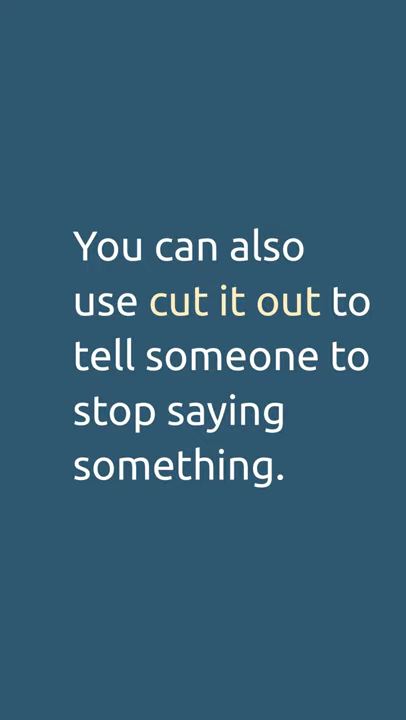 You can also
use cut it out to
tell someone to
stop saying
something.